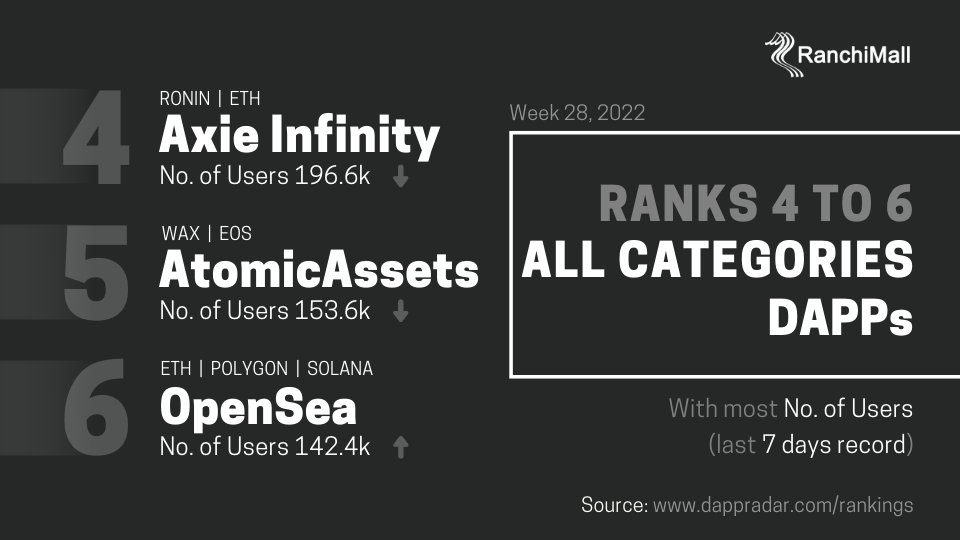 RanchiMall
4
RONIN | ETH
Axie Infinity
No. of Users 196.6k
5
WAX | EOS
AtomicAssets
No. of Users 153.6k
6
ETH | POLYGON | SOLANA
OpenSea
No. of Users 142.4k
Week 28, 2022
RANKS 4 TO 6
ALL CATEGORIES
DAPPs
With most No. of Users
(last 7 days record)
Source: www.dappradar.com/rankings